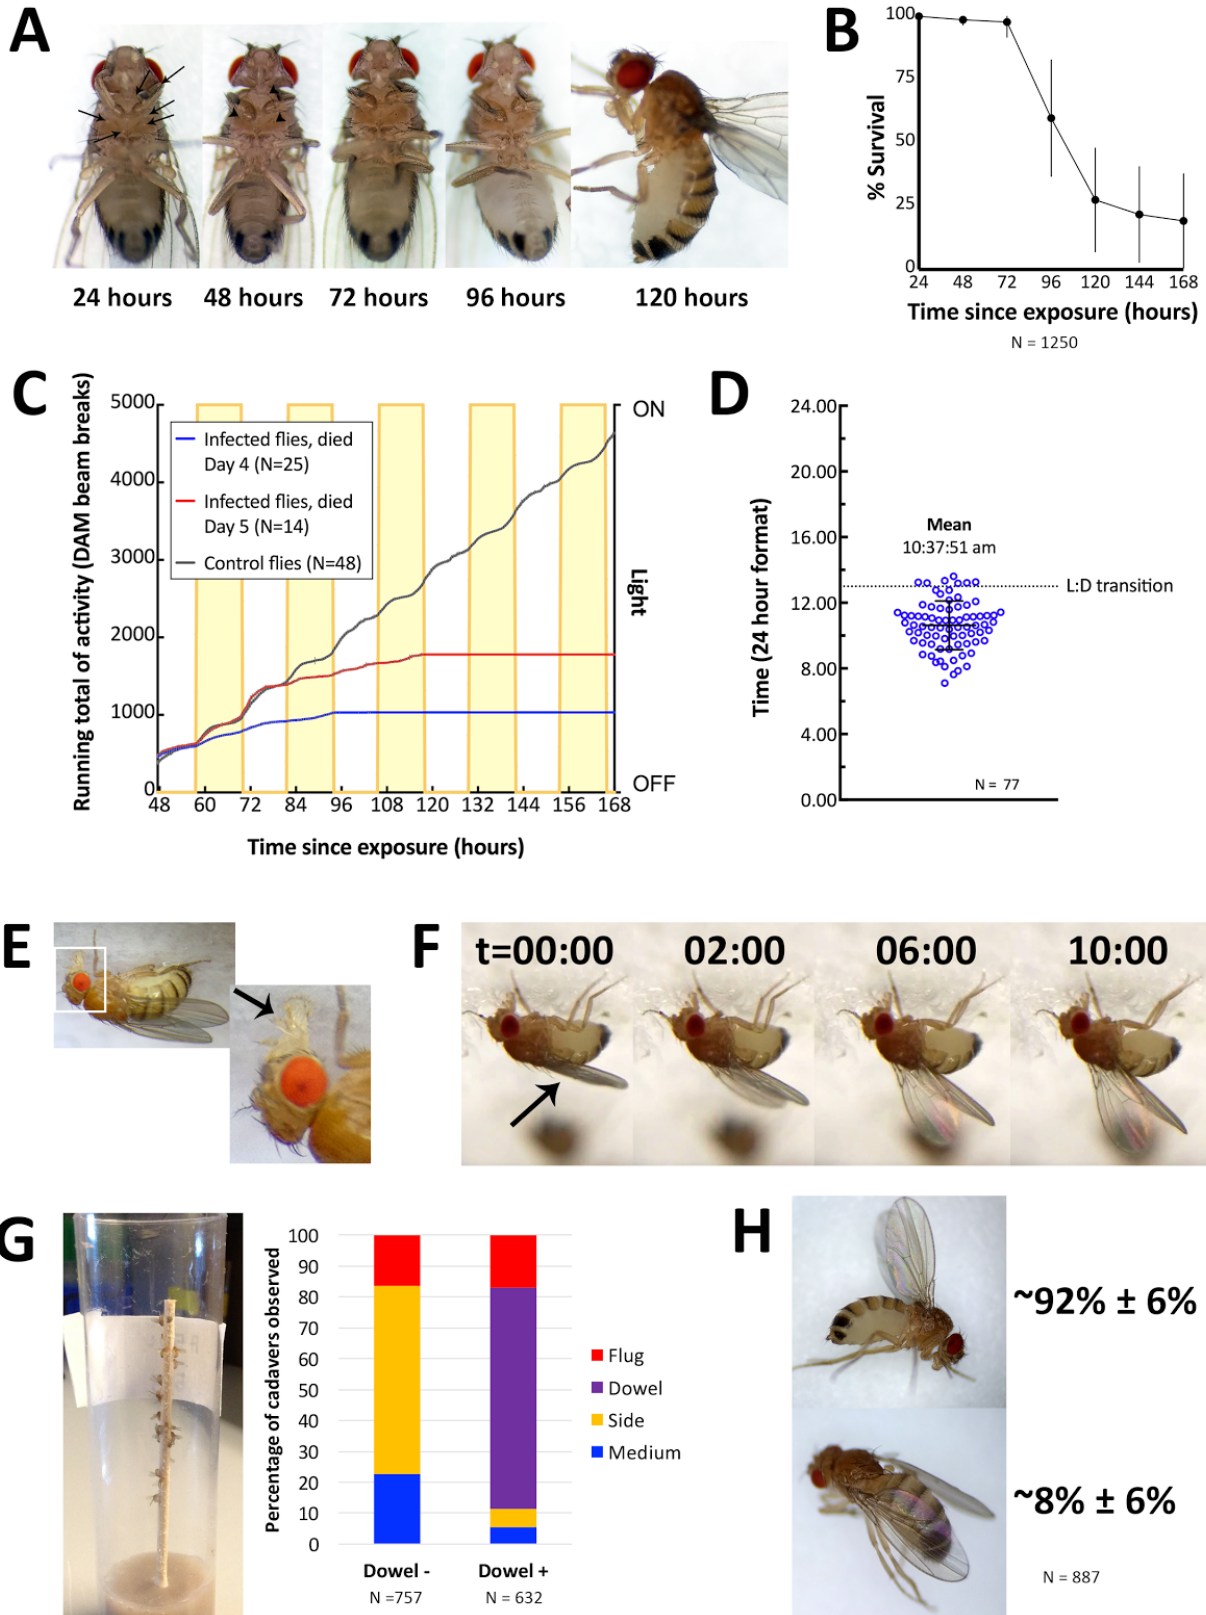 A
24 hours
48 hours
72 hours
96 hours
120 hours
B
100
75
50
25
0
% Survival
24 48 72 96 120 144 168
Time since exposure (hours)
N = 1250
C
Running total of activity (DAM beam breaks)
5000
4000
3000
2000
1000
0
Infected flies, died
Day 4 (N=25)
Infected flies, died
Day 5 (N=14)
Control flies (N=48)
ON
Light
OFF
48 60 72 84 96 108 120 132 144 156 168
Time since exposure (hours)
D
Time (24 hour format)
24.00
20.00
16.00
12.00
8.00
4.00
0.00
Mean
10:37:51 am
L:D transition
N = 77
E
F
t=00:00
02:00
06:00
10:00
G
Percentage of cadavers observed
100
90
80
70
60
50
40
30
20
10
0
Dowel -
N =757
Dowel +
N = 632
Flug
Dowel
Side
Medium
H
~92% ± 6%
~8% ± 6%
N = 887